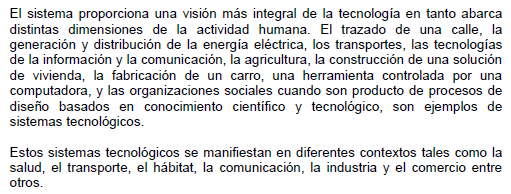 El sistema proporciona una visión más integral de la tecnología en tanto abarca
distintas dimensiones de la actividad humana. El trazado de una calle, la
generación y distribución de la energía eléctrica, los transportes, las tecnologías
de la información y la comunicación, la agricultura, la construcción de una solución
de vivienda, la fabricación de un carro, una herramienta controlada por una
computadora, y las organizaciones sociales cuando son producto de procesos de
diseño basados en conocimiento científico y tecnológico, son ejemplos de
sistemas tecnológicos.
Estos sistemas tecnológicos se manifiestan en diferentes contextos tales como la
salud, el transporte, el hábitat, la comunicación, la industria y el comercio entre
otros.